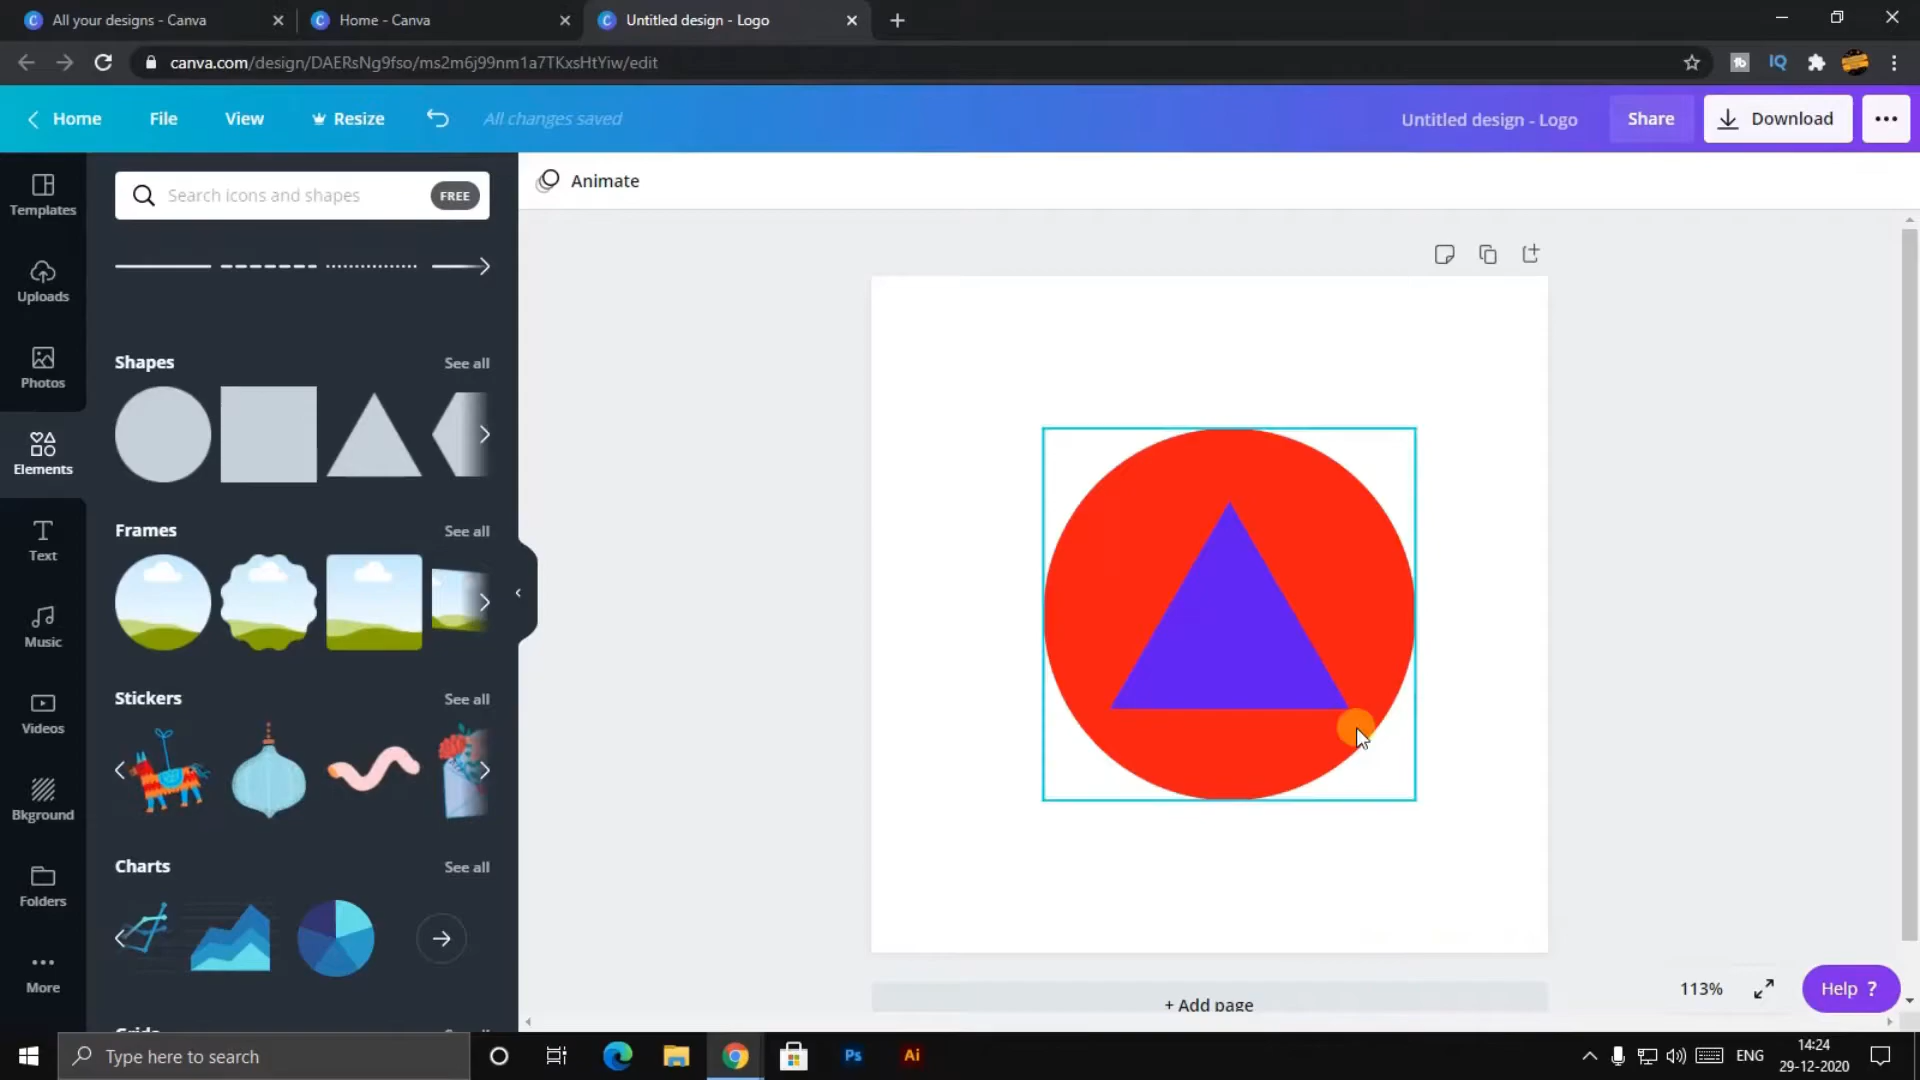 All your designs - Canva
Home - Canva
Untitled design - Logo
canva.com/design/DAERsNg9fso/ms2m6j99nm1a7TKxsHtYiw/edit
IQ
Home
File
View
Resize
All changes saved
Untitled design - Logo
Share
Download
Templates
Search icons and shapes
FREE
Animate
Uploads
Shapes
See all
Photos
Elements
Frames
See all
Text
Music
Stickers
See all
Videos
Bkground
Charts
See all
Folders
More
+ Add page
113%
Help ?
Type here to search
Ps
Ai
ENG
14:24
29-12-2020